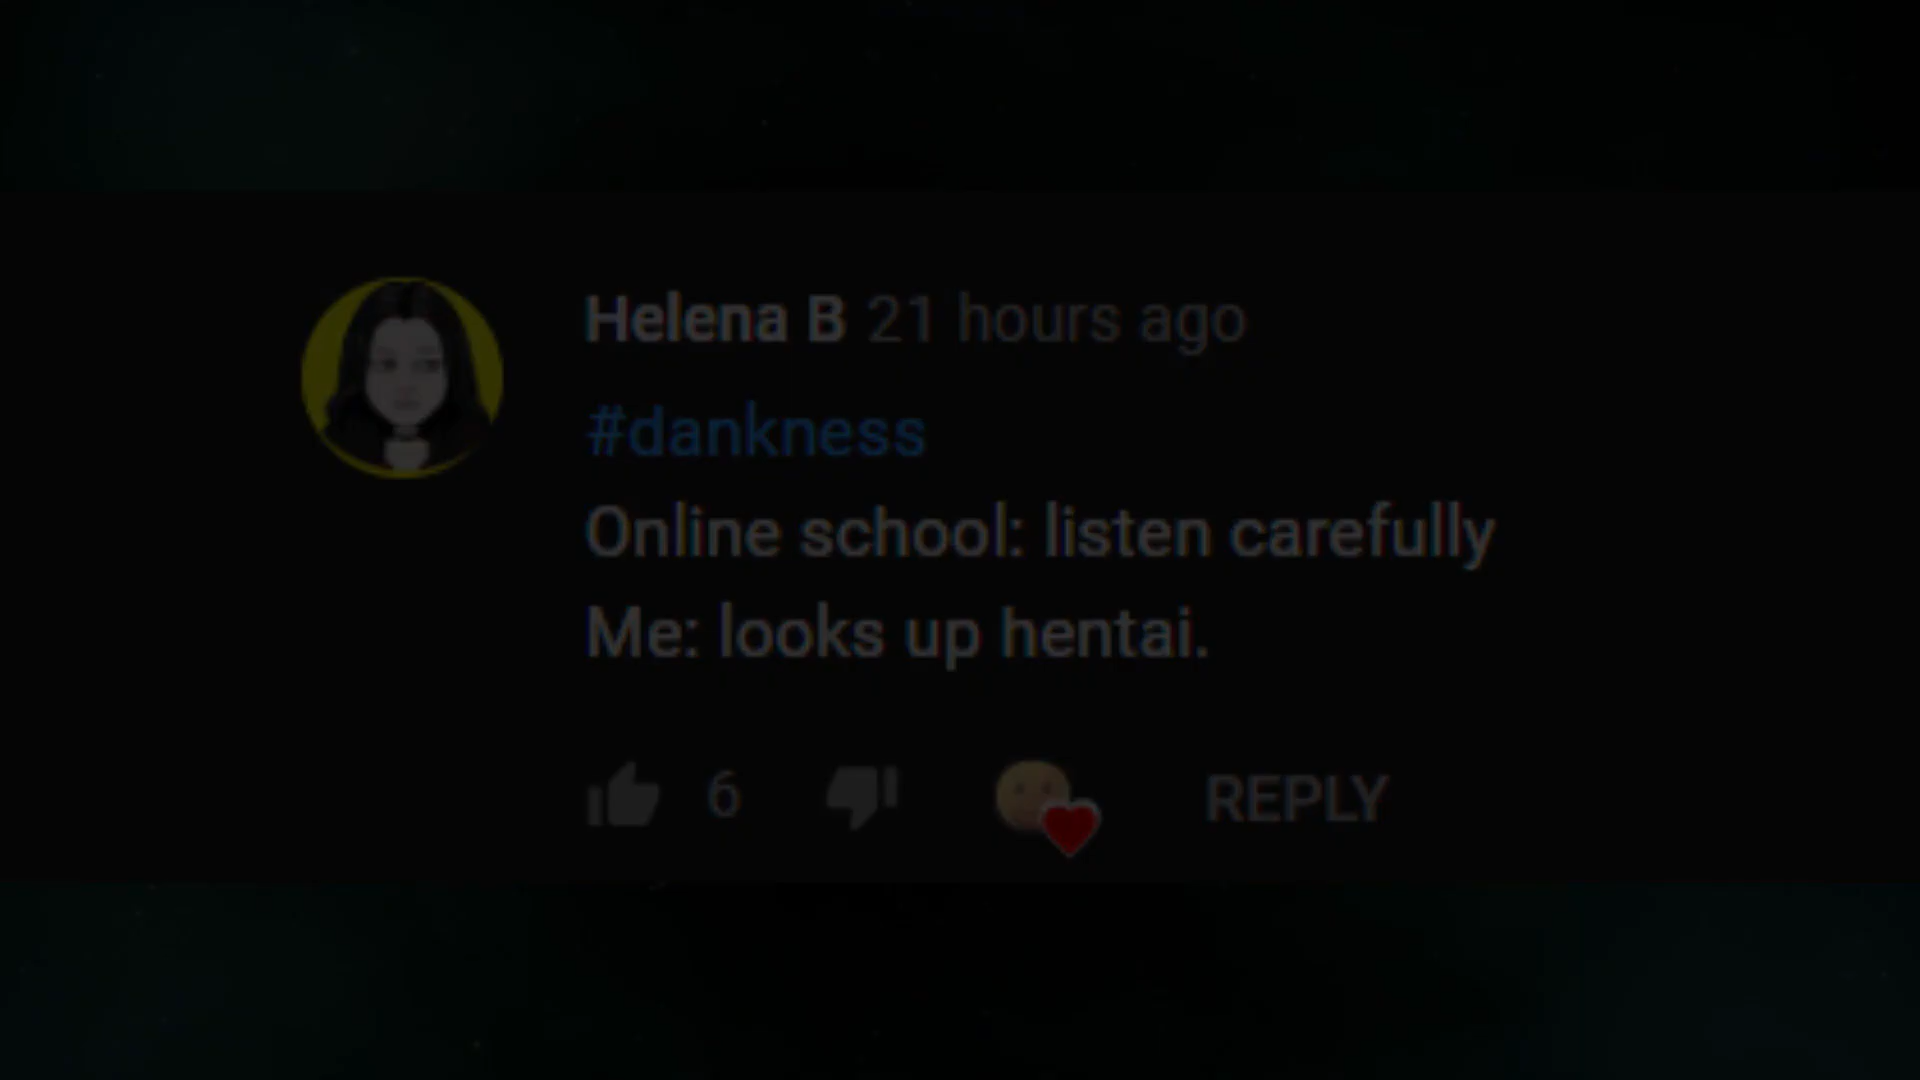 Helena B 21 hours ago
#dankness
Online school: listen carefully
Me: looks up hentai.
6 REPLY